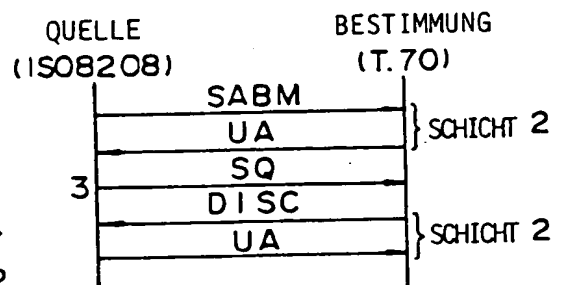 QUELLE
(ISO8208)
BESTIMMUNG
(T.70)
SABM
UA
} SCHICHT 2
SQ
3
DISC
UA
} SCHICHT 2